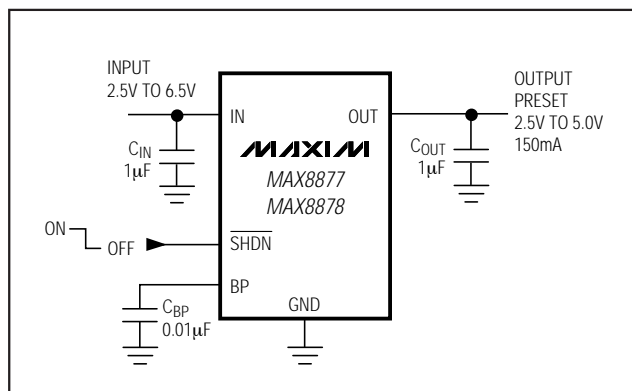 INPUT
2.5V TO 6.5V
IN
OUT
OUTPUT
PRESET
2.5V TO 5.0V
150mA
CIN
1µF
MAXIM
MAX8877
MAX8878
COUT
1µF
ON
OFF
SHDN
BP
CBP
0.01µF
GND